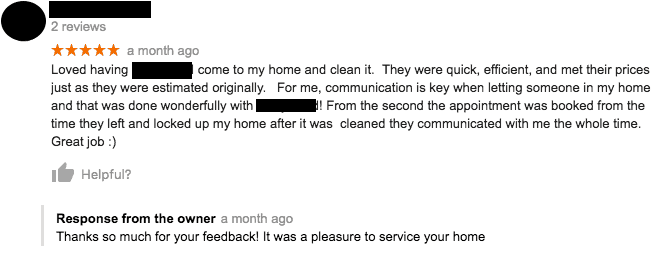 2 reviews
a month ago
Loved having come to my home and clean it. They were quick, efficient, and met their prices
just as they were estimated originally. For me, communication is key when letting someone in my home
and that was done wonderfully with ! From the second the appointment was booked from the
time they left and locked up my home after it was cleaned they communicated with me the whole time.
Great job :)
Helpful?
Response from the owner a month ago
Thanks so much for your feedback! It was a pleasure to service your home